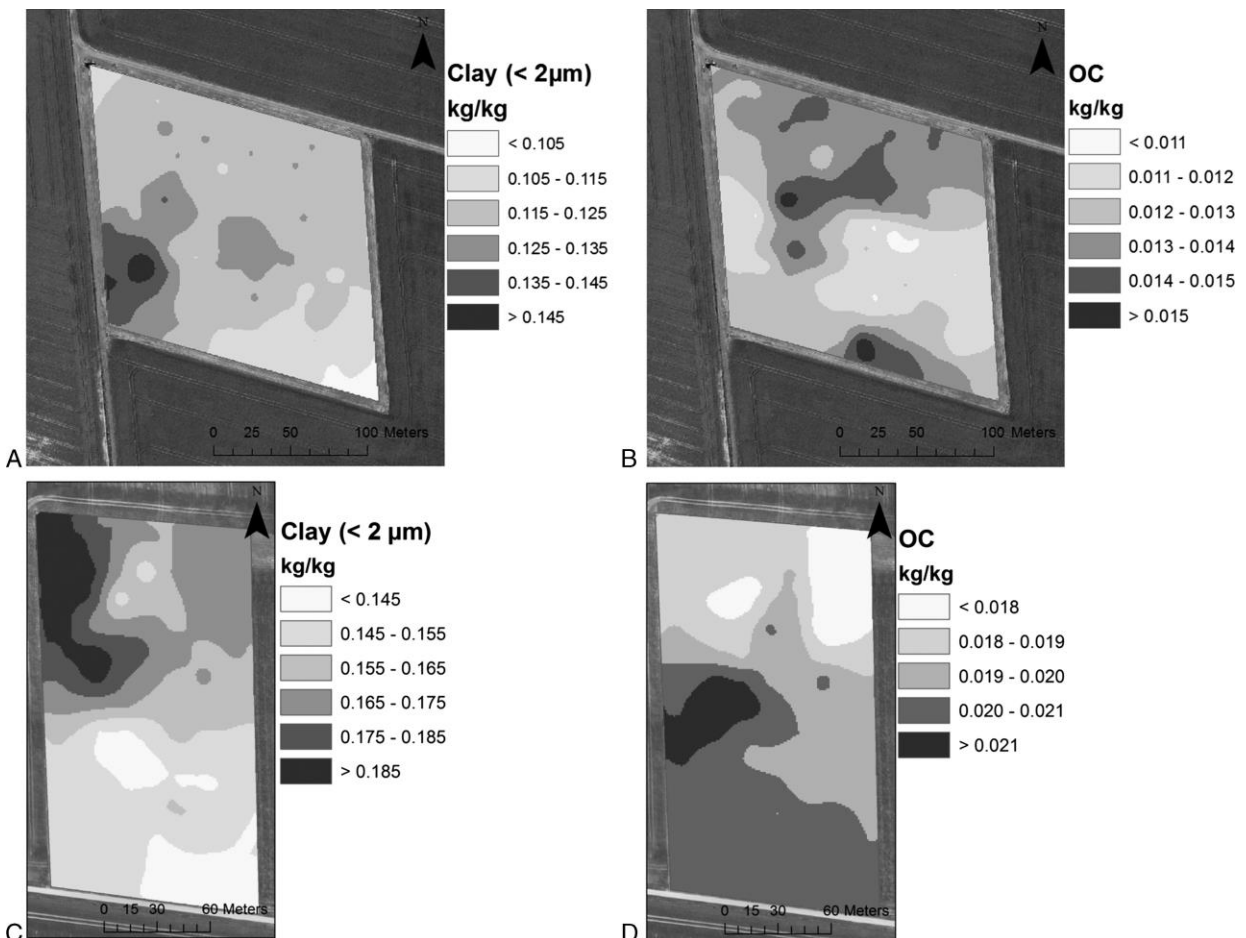 N
Clay (< 2µm)
kg/kg
< 0.105
0.105 - 0.115
0.115 - 0.125
0.125 - 0.135
0.135 - 0.145
> 0.145
0 25 50 100 Meters
A
N
OC
kg/kg
< 0.011
0.011 - 0.012
0.012 - 0.013
0.013 - 0.014
0.014 - 0.015
> 0.015
0 25 50 100 Meters
B
N
Clay (< 2 µm)
kg/kg
< 0.145
0.145 - 0.155
0.155 - 0.165
0.165 - 0.175
0.175 - 0.185
> 0.185
0 15 30 60 Meters
C
N
OC
kg/kg
< 0.018
0.018 - 0.019
0.019 - 0.020
0.020 - 0.021
> 0.021
0 15 30 60 Meters
D